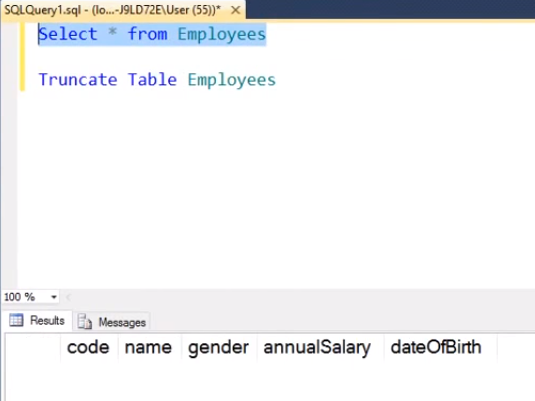 SQLQuery1.sql - (lo...-J9LD72E\User (55))* ×
Select * from Employees
Truncate Table Employees
100 %
Results Messages
code name gender annualSalary dateOfBirth